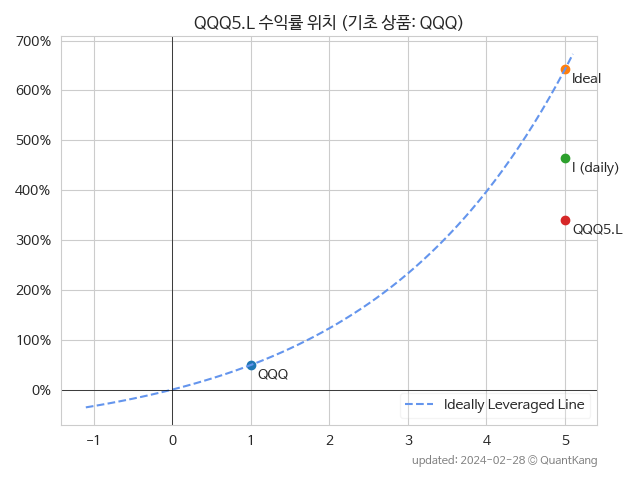 QQQ5.L 수익률 위치 (기초 상품: QQQ)
700%
600%
500%
400%
300%
200%
100%
0%
Ideal
I (daily)
QQQ5.L
QQQ
Ideally Leveraged Line
-1 0 1 2 3 4 5
updated: 2024-02-28 © QuantKang